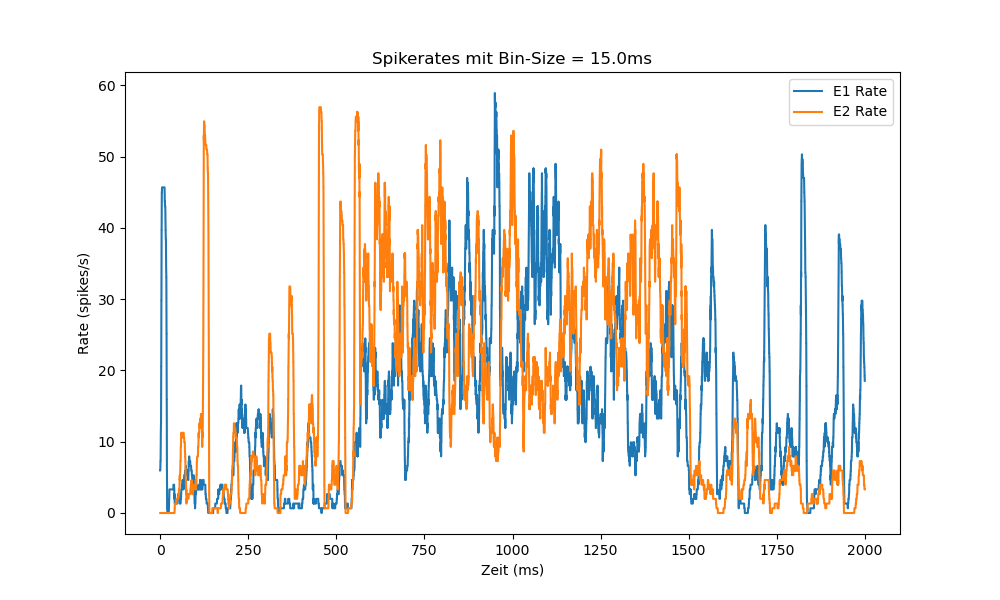 Spikerates mit Bin-Size = 15.0ms
E1 Rate
E2 Rate
60
50
40
30
20
10
0
Rate (spikes/s)
0 250 500 750 1000 1250 1500 1750 2000
Zeit (ms)